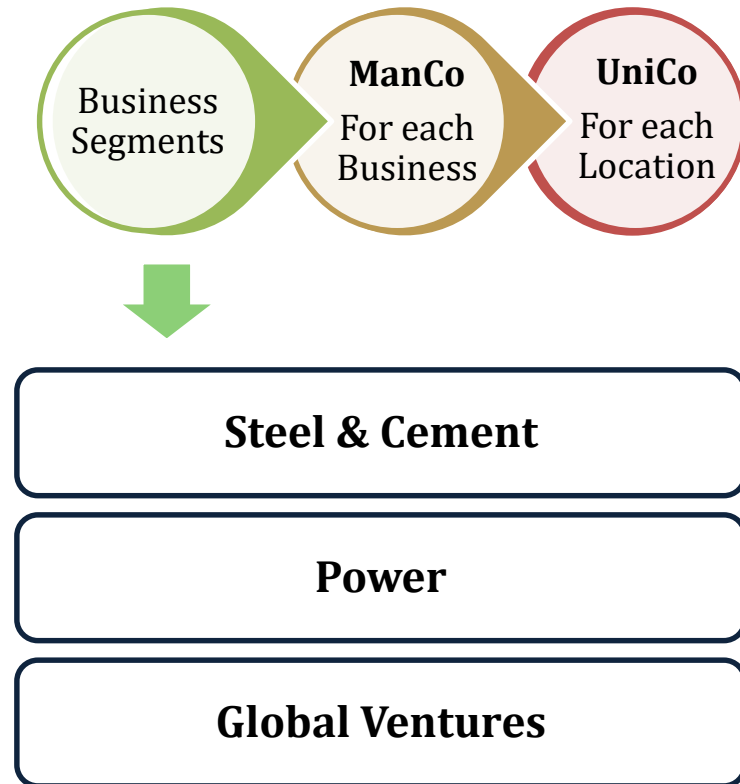 Business
Segments
ManCo
For each
Business
UniCo
For each
Location
Steel & Cement
Power
Global Ventures